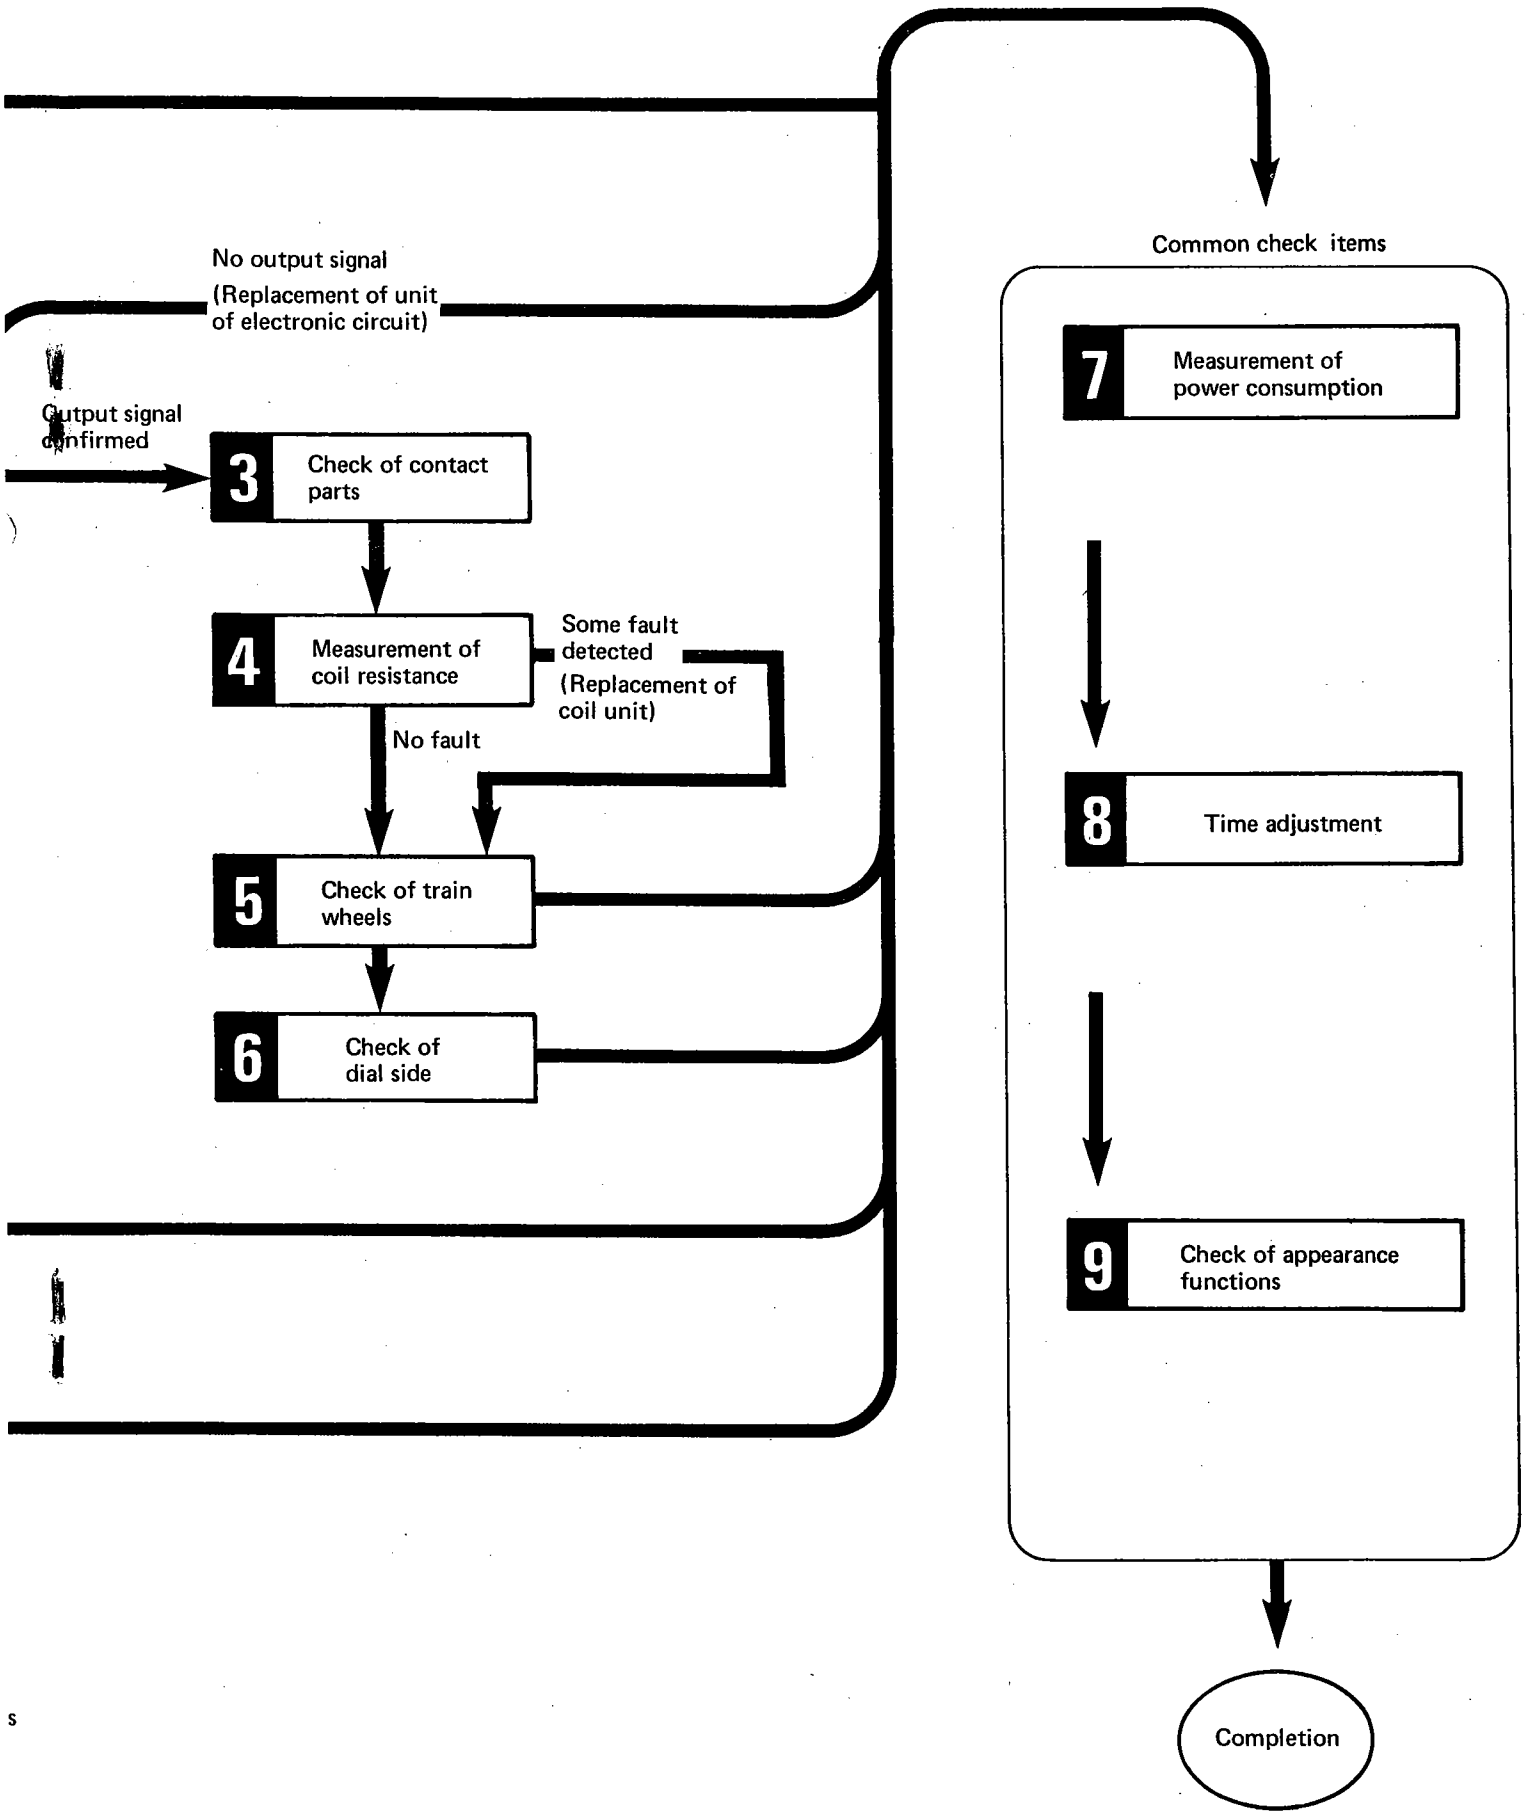 No output signal
(Replacement of unit
of electronic circuit)
Output signal
confirmed
3
Check of contact
parts
4
Measurement of
coil resistance
Some fault
detected
(Replacement of
coil unit)
No fault
5
Check of train
wheels
6
Check of
dial side
s
Common check items
7
Measurement of
power consumption
8
Time adjustment
9
Check of appearance
functions
Completion